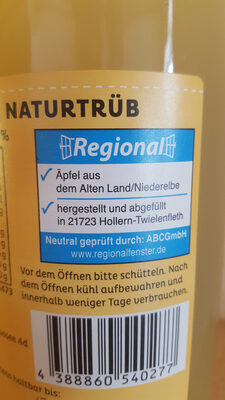 NATURTRÜB
%
Regional
Äpfel aus
dem Alten Land/Niederelbe
hergestellt und abgefüllt
in 21723 Hollern-Twielenfleth
Neutral geprüft durch: ABCGmbH
www.regionalfenster.de
Vor dem Öffnen bitte schütteln. Nach
dem Öffnen kühl aufbewahren und
innerhalb weniger Tage verbrauchen.
4 388860 540277